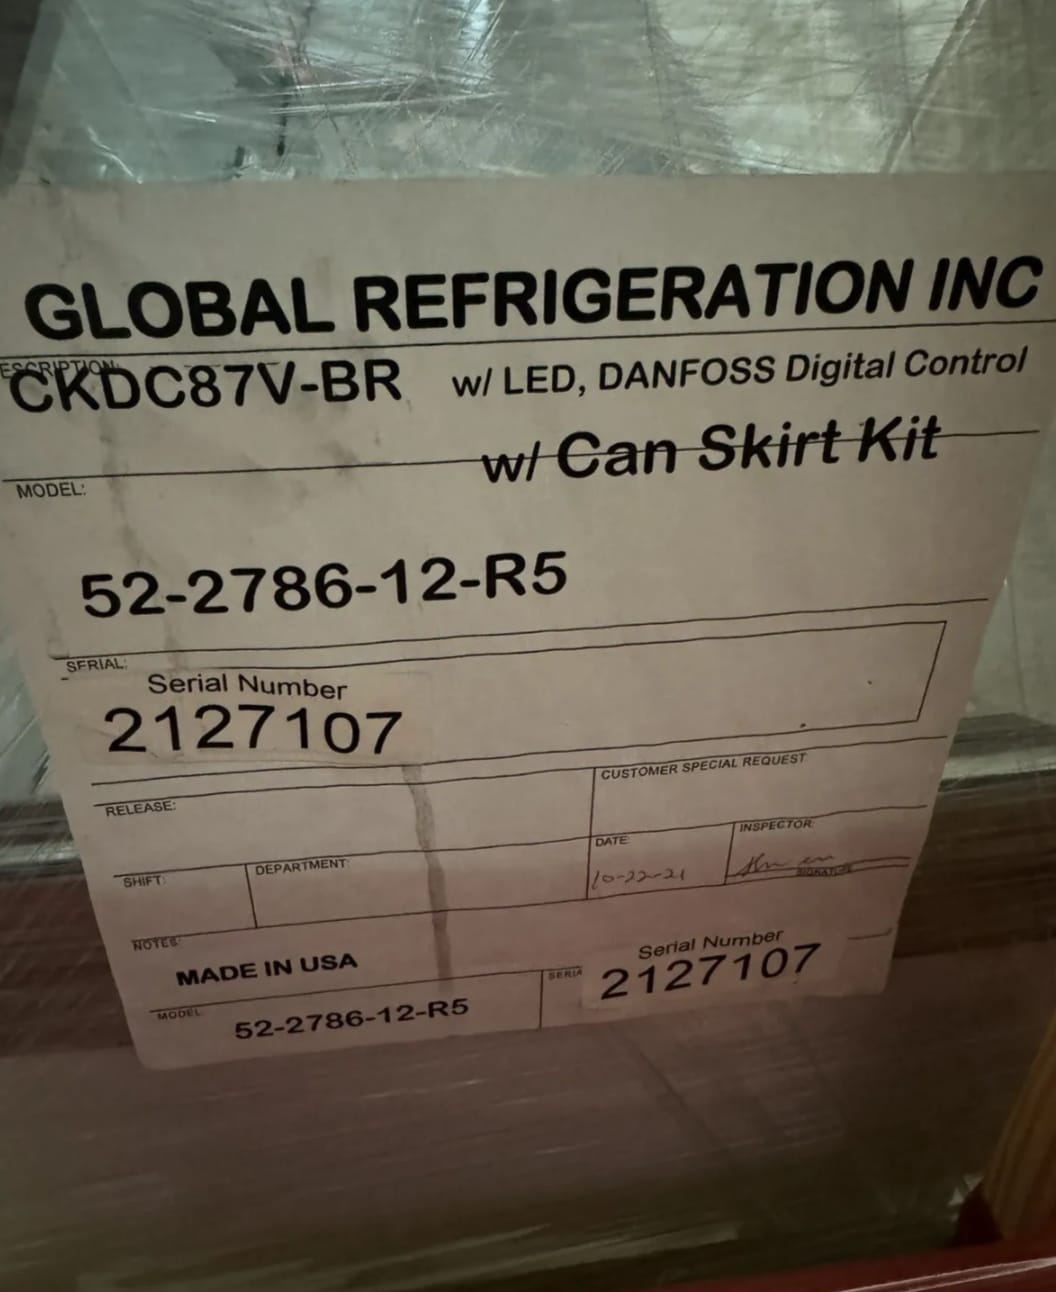 GLOBAL REFRIGERATION INC
DESCRIPTION:
CKDC87V-BR w/ LED, DANFOSS Digital Control
w/ Can Skirt Kit
MODEL:
52-2786-12-R5
SERIAL:
Serial Number
2127107
RELEASE:
CUSTOMER SPECIAL REQUEST:
SHIFT:
DEPARTMENT:
DATE:
10-22-21
INSPECTOR:
SIGNATURE
NOTES:
MADE IN USA
MODEL
52-2786-12-R5
SERIA
Serial Number
2127107